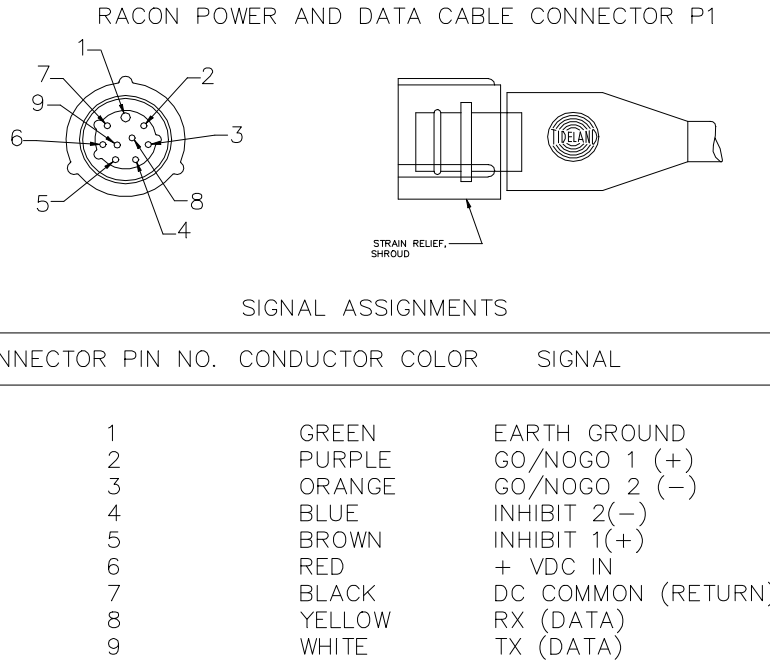 RACON POWER AND DATA CABLE CONNECTOR P1
1
7
2
9
6
3
5
8
4
TIDELAND
STRAIN RELIEF,
SHROUD
SIGNAL ASSIGNMENTS
NNECTOR PIN NO. CONDUCTOR COLOR SIGNAL
1 GREEN EARTH GROUND
2 PURPLE GO/NOGO 1 (+)
3 ORANGE GO/NOGO 2 (−)
4 BLUE INHIBIT 2(−)
5 BROWN INHIBIT 1(+)
6 RED + VDC IN
7 BLACK DC COMMON (RETURN)
8 YELLOW RX (DATA)
9 WHITE TX (DATA)